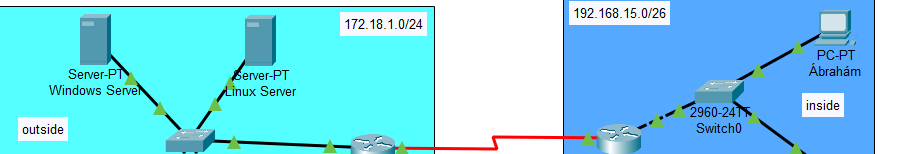 172.18.1.0/24
Server-PT
Windows Server
Server-PT
Linux Server
outside
192.168.15.0/26
PC-PT
Ábrahám
2960-24TT
Switch0
inside